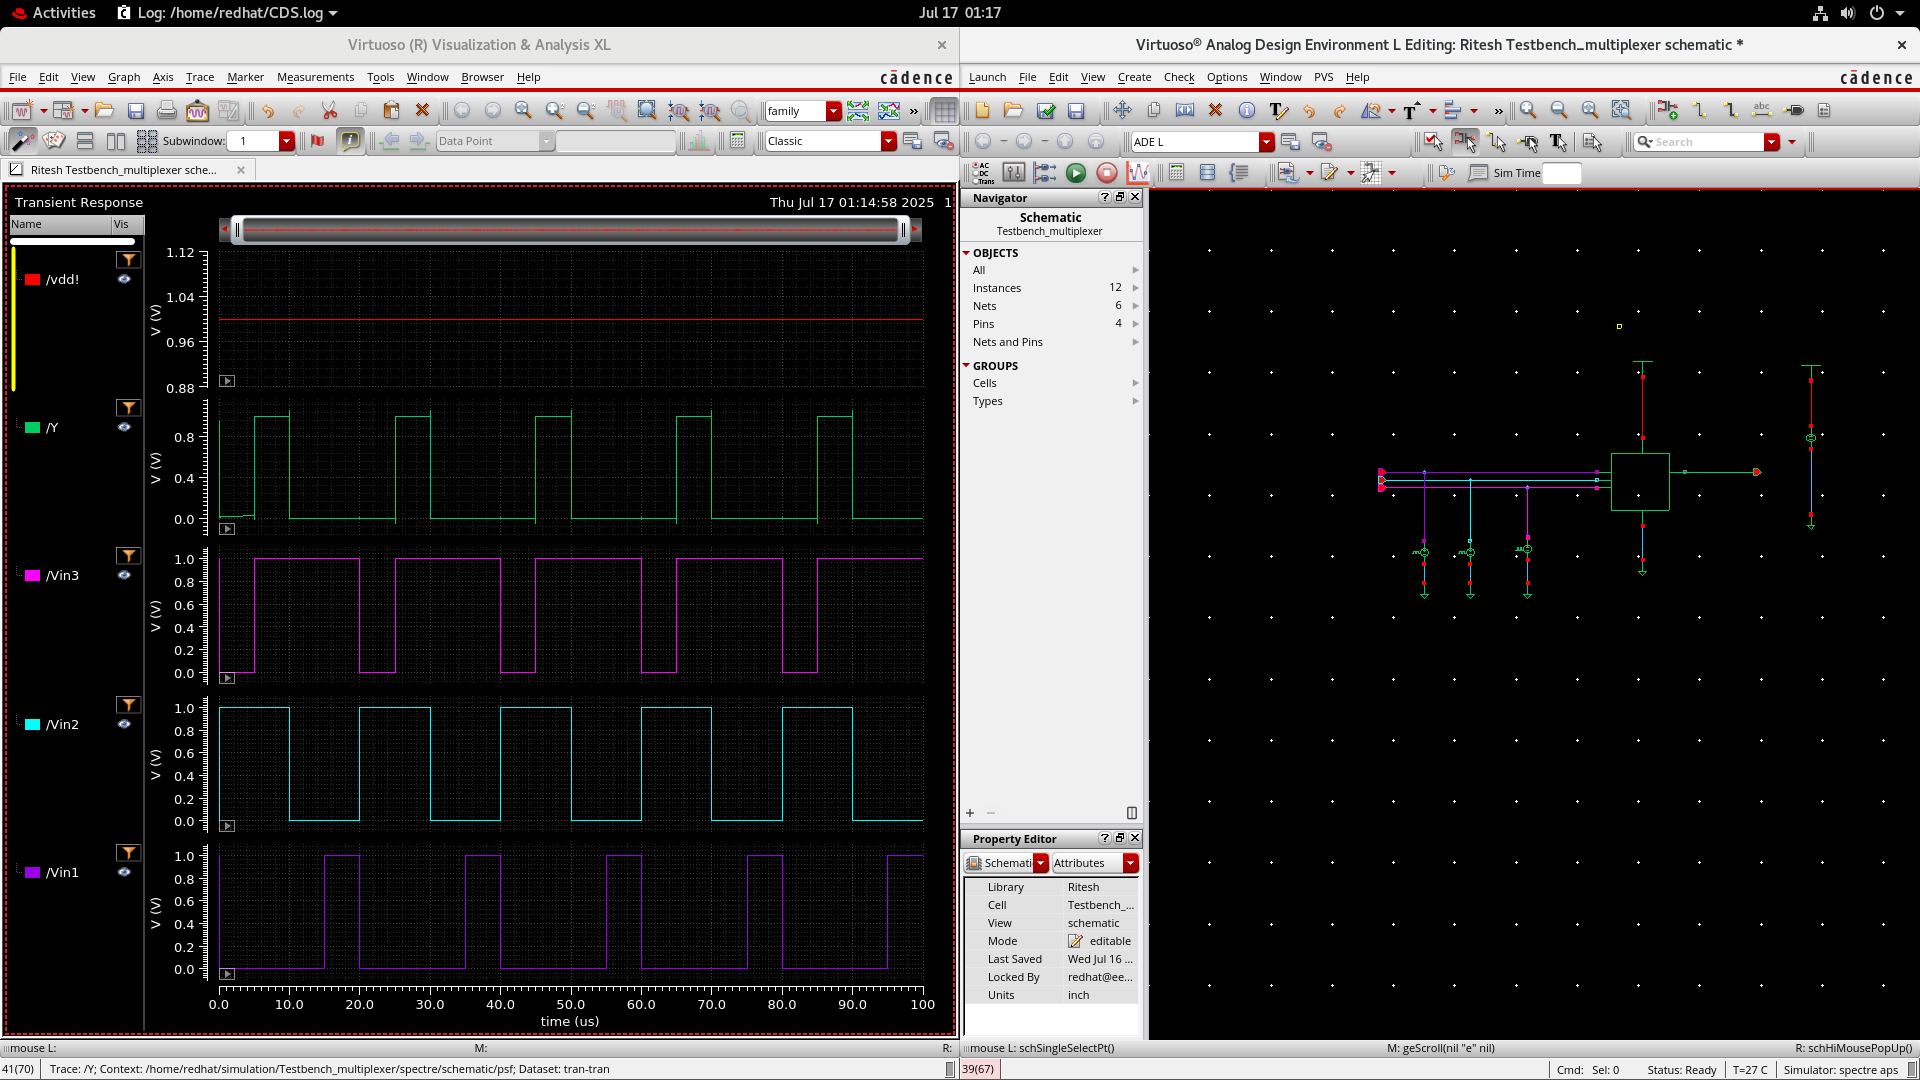 Activities
Log: /home/redhat/CDS.log
Jul 17 01:17
Virtuoso (R) Visualization & Analysis XL
File Edit View Graph Axis Trace Marker Measurements Tools Window Browser Help
cādence
family
»
Subwindow: 1
Data Point
Classic
Ritesh Testbench_multiplexer sche...
Transient Response
Thu Jul 17 01:14:58 2025 1
Name Vis
/vdd!
V (V)
1.12
1.04
0.96
0.88
/Y
V (V)
0.8
0.4
0.0
/Vin3
V (V)
1.0
0.8
0.6
0.4
0.2
0.0
/Vin2
V (V)
1.0
0.8
0.6
0.4
0.2
0.0
/Vin1
V (V)
1.0
0.8
0.6
0.4
0.2
0.0
0.0 10.0 20.0 30.0 40.0 50.0 60.0 70.0 80.0 90.0 100
time (us)
mouse L: M: R:
41(70) Trace: /Y; Context: /home/redhat/simulation/Testbench_multiplexer/spectre/schematic/psf; Dataset: tran-tran
Virtuoso® Analog Design Environment L Editing: Ritesh Testbench_multiplexer schematic *
Launch File Edit View Create Check Options Window PVS Help
cādence
»
abc
ADE L
Search
AC
DC
Trans
Sim Time
Navigator
Schematic
Testbench_multiplexer
OBJECTS
All
Instances 12
Nets 6
Pins 4
Nets and Pins
GROUPS
Cells
Types
Property Editor
Schemati Attributes
Library Ritesh
Cell Testbench_...
View schematic
Mode editable
Last Saved Wed Jul 16 ...
Locked By redhat@ee...
Units inch
mouse L: schSingleSelectPt() M: geScroll(nil "e" nil) R: schHiMousePopUp()
39(67) Cmd: Sel: 0 Status: Ready T=27 C Simulator: spectre aps